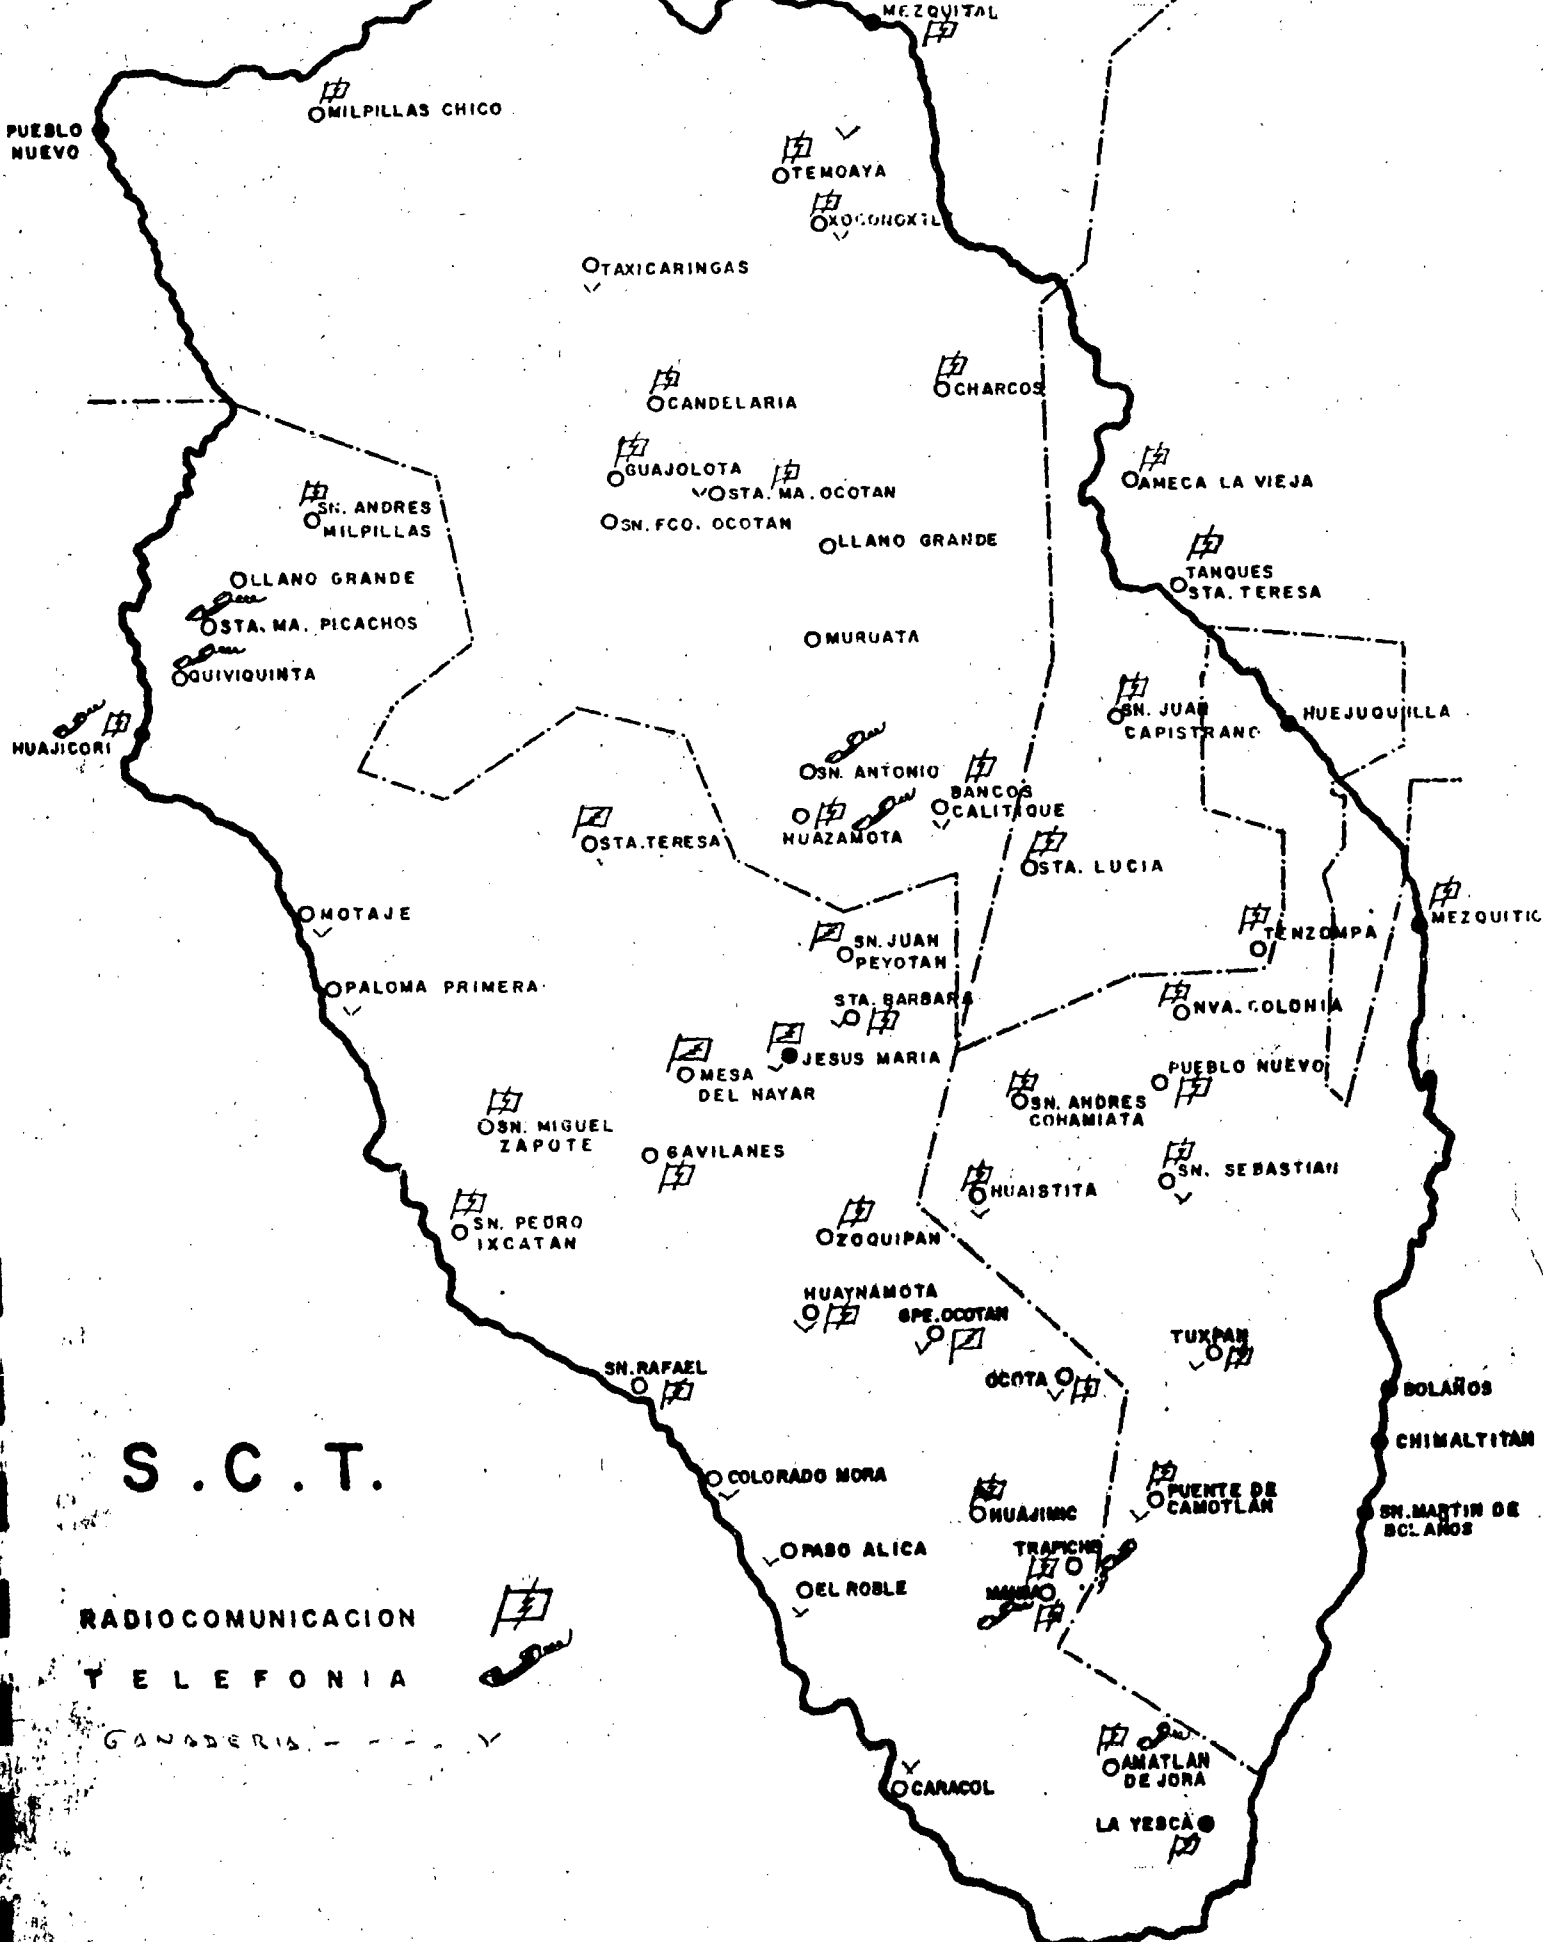 MEZQUITAL
MILPILLAS CHICO
PUEBLO
NUEVO
TEMOAYA
TAXICARINGAS
CHARCOS
CANDELARIA
GUAJOLOTA
STA. MA. OCOTAN
AMECA LA VIEJA
SN. ANDRES
MILPILLAS
SN. FCO. OCOTAN
LLANO GRANDE
LLANO GRANDE
TANQUES
STA. TERESA
STA. MA. PICACHOS
MURUATA
QUIVIQUINTA
SN. JUAN
CAPISTRANO
HUEJUQUILLA
HUAJICORI
SN. ANTONIO
BANCOS
CALITIQUE
HUAZAMOTA
STA. TERESA
STA. LUCIA
MOTAJE
MEZQUITIC
TENZOMPA
SN. JUAN
PEYOTAN
PALOMA PRIMERA
STA. BARBARA
NVA. COLONIA
JESUS MARIA
MESA
DEL NAYAR
PUEBLO NUEVO
SN. ANDRES
COHAMIATA
SN. MIGUEL
ZAPOTE
GAVILANES
SN. SEBASTIAN
HUAISTITA
SN. PEDRO
IXCATAN
ZOQUIPAN
HUAYNAMOTA
GPE. OCOTAN
TUXPAN
SN. RAFAEL
OCOTA
BOLAÑOS
CHIMALTITAN
S.C.T.
COLORADO MORA
HUAJIMIC
PUENTE DE
CAMOTLAN
SN. MARTIN DE
BOLAÑOS
PASO ALICA
TRAPICHE
EL ROBLE
RADIOCOMUNICACION
TELEFONIA
GANADERIA - - - - . V
AMATLAN
DE JORA
CARACOL
LA YESCA